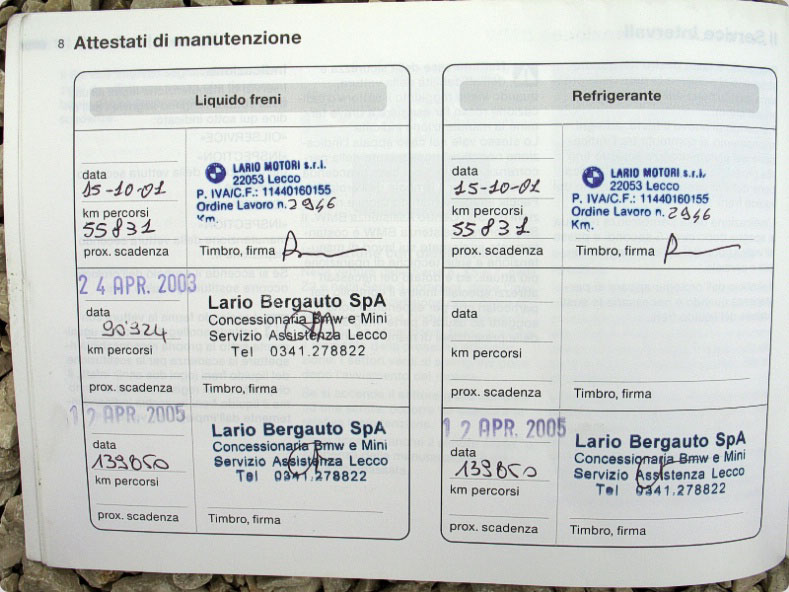 8 Attestati di manutenzione
Liquido freni
data
15-10-01
km percorsi
55831
prox. scadenza
LARIO MOTORI s.r.l.
22053 Lecco
P. IVA/C.F.: 11440160155
Ordine Lavoro n. 2946
Km.
Timbro, firma
24 APR. 2003
data
90324
km percorsi
prox. scadenza
Lario Bergauto SpA
Concessionaria Bmw e Mini
Servizio Assistenza Lecco
Tel 0341.278822
Timbro, firma
12 APR. 2005
data
139850
km percorsi
prox. scadenza
Lario Bergauto SpA
Concessionaria Bmw e Mini
Servizio Assistenza Lecco
Tel 0341.278822
Timbro, firma
Refrigerante
data
15-10-01
km percorsi
55831
prox. scadenza
LARIO MOTORI s.r.l.
22053 Lecco
P. IVA/C.F.: 11440160155
Ordine Lavoro n. 2946
Km.
Timbro, firma
data
km percorsi
prox. scadenza
Timbro, firma
12 APR. 2005
data
139850
km percorsi
prox. scadenza
Lario Bergauto SpA
Concessionaria Bmw e Mini
Servizio Assistenza Lecco
Tel 0341.278822
Timbro, firma